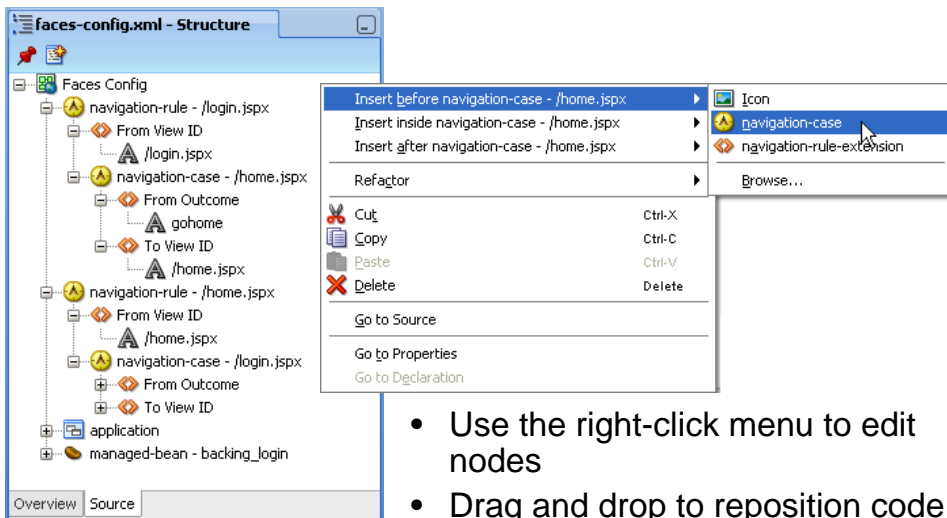 faces-config.xml - Structure
Faces Config
navigation-rule - /login.jspx
From View ID
/login.jspx
navigation-case - /home.jspx
From Outcome
gohome
To View ID
/home.jspx
navigation-rule - /home.jspx
From View ID
/home.jspx
navigation-case - /login.jspx
From Outcome
To View ID
application
managed-bean - backing_login
Overview Source
Insert before navigation-case - /home.jspx
Insert inside navigation-case - /home.jspx
Insert after navigation-case - /home.jspx
Refactor
Cut Ctrl-X
Copy Ctrl-C
Paste Ctrl-V
Delete Delete
Go to Source
Go to Properties
Go to Declaration
Icon
navigation-case
navigation-rule-extension
Browse...
• Use the right-click menu to edit
nodes
• Drag and drop to reposition code